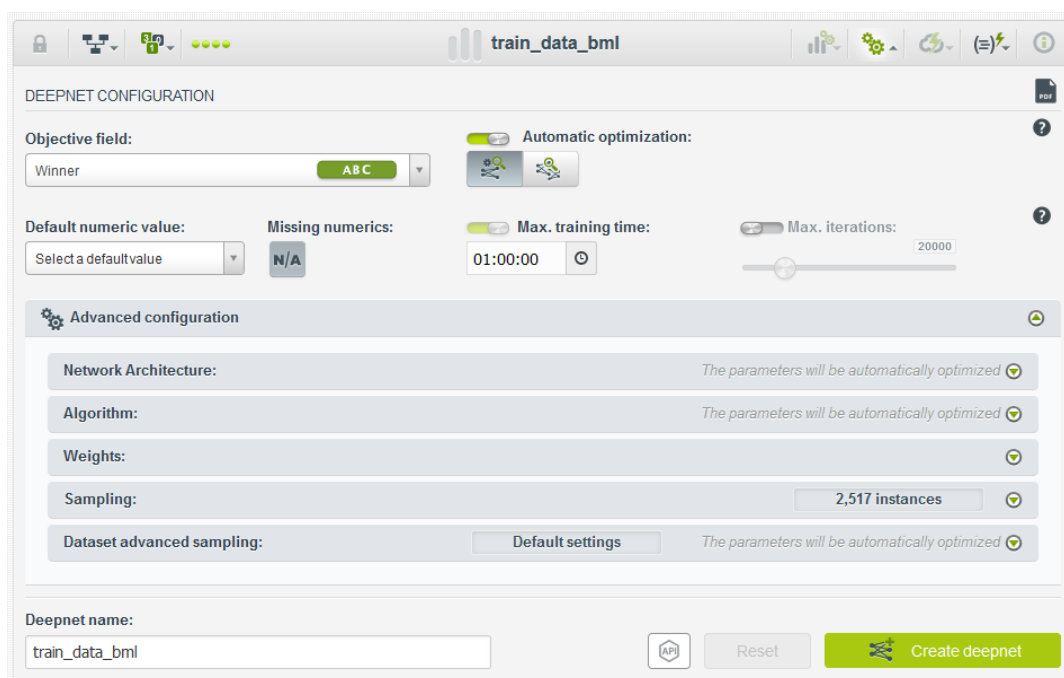 train_data_bml
DEEPNET CONFIGURATION
PDF
Objective field:
Automatic optimization:
Winner
ABC
Default numeric value:
Missing numerics:
Max. training time:
Max. iterations:
Select a default value
N/A
01:00:00
20000
Advanced configuration
Network Architecture:
The parameters will be automatically optimized
Algorithm:
The parameters will be automatically optimized
Weights:
Sampling:
2,517 instances
Dataset advanced sampling:
Default settings
The parameters will be automatically optimized
Deepnet name:
train_data_bml
API
Reset
Create deepnet